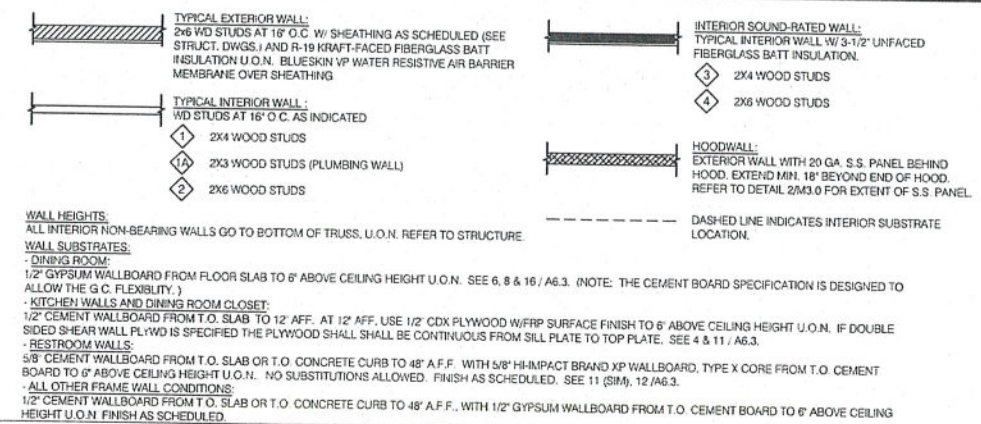 TYPICAL EXTERIOR WALL:
2x6 WD STUDS AT 16" O.C. W/ SHEATHING AS SCHEDULED (SEE
STRUCT. DWGS.) AND R-19 KRAFT-FACED FIBERGLASS BATT
INSULATION U.O.N. BLUESKIN VP WATER RESISTIVE AIR BARRIER
MEMBRANE OVER SHEATHING
TYPICAL INTERIOR WALL :
WD STUDS AT 16" O.C. AS INDICATED
1 2X4 WOOD STUDS
1A 2X3 WOOD STUDS (PLUMBING WALL)
2 2X6 WOOD STUDS
INTERIOR SOUND-RATED WALL:
TYPICAL INTERIOR WALL W/ 3-1/2" UNFACED
FIBERGLASS BATT INSULATION.
3 2X4 WOOD STUDS
4 2X6 WOOD STUDS
HOODWALL:
EXTERIOR WALL WITH 20 GA. S.S. PANEL BEHIND
HOOD. EXTEND MIN. 18" BEYOND END OF HOOD.
REFER TO DETAIL 2/M3.0 FOR EXTENT OF S.S. PANEL.
DASHED LINE INDICATES INTERIOR SUBSTRATE
LOCATION.
WALL HEIGHTS:
ALL INTERIOR NON-BEARING WALLS GO TO BOTTOM OF TRUSS, U.O.N. REFER TO STRUCTURE.
WALL SUBSTRATES:
- DINING ROOM:
1/2" GYPSUM WALLBOARD FROM FLOOR SLAB TO 6" ABOVE CEILING HEIGHT U.O.N. SEE 6, 8 & 16 / A6.3. (NOTE: THE CEMENT BOARD SPECIFICATION IS DESIGNED TO
ALLOW THE G.C. FLEXIBLITY. )
- KITCHEN WALLS AND DINING ROOM CLOSET:
1/2" CEMENT WALLBOARD FROM T.O. SLAB TO 12" AFF. AT 12" AFF, USE 1/2" CDX PLYWOOD W/FRP SURFACE FINISH TO 6" ABOVE CEILING HEIGHT U.O.N. IF DOUBLE
SIDED SHEAR WALL PLYWD IS SPECIFIED THE PLYWOOD SHALL SHALL BE CONTINUOUS FROM SILL PLATE TO TOP PLATE. SEE 4 & 11 / A6.3.
- RESTROOM WALLS:
5/8" CEMENT WALLBOARD FROM T.O. SLAB OR T.O. CONCRETE CURB TO 48" A.F.F. WITH 5/8" HI-IMPACT BRAND XP WALLBOARD, TYPE X CORE FROM T.O. CEMENT
BOARD TO 6" ABOVE CEILING HEIGHT U.O.N. NO SUBSTITUTIONS ALLOWED. FINISH AS SCHEDULED. SEE 11 (SIM), 12 /A6.3.
- ALL OTHER FRAME WALL CONDITIONS:
1/2" CEMENT WALLBOARD FROM T.O. SLAB OR T.O. CONCRETE CURB TO 48" A.F.F., WITH 1/2" GYPSUM WALLBOARD FROM T.O. CEMENT BOARD TO 6" ABOVE CEILING
HEIGHT U.O.N FINISH AS SCHEDULED.